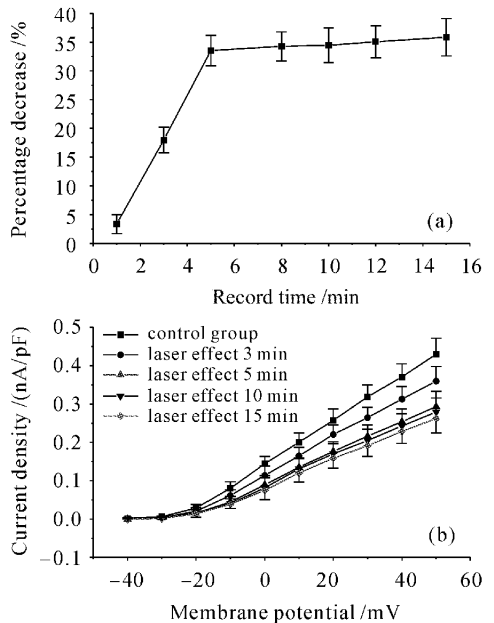 Percentage decrease /%
40
35
30
25
20
15
10
5
0
(a)
0 2 4 6 8 10 12 14 16
Record time /min
Current density /(nA/pF)
0.5
0.4
0.3
0.2
0.1
0.0
−0.1
control group
laser effect 3 min
laser effect 5 min
laser effect 10 min
laser effect 15 min
(b)
−40 −20 0 20 40 60
Membrane potential /mV